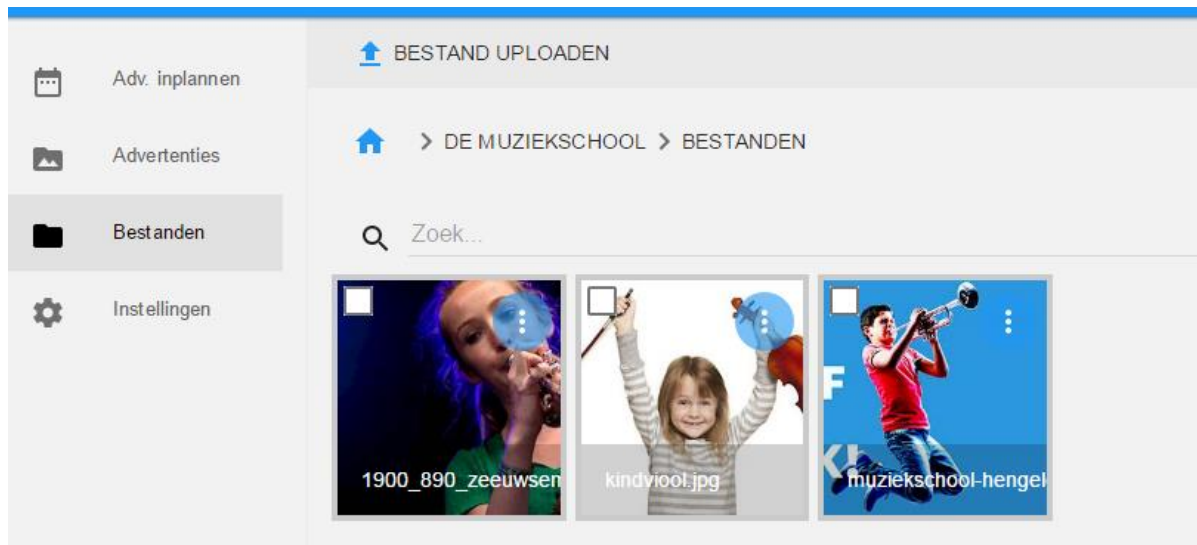 BESTAND UPLOADEN
Adv. inplannen
DE MUZIEKSCHOOL > BESTANDEN
Advertenties
Bestanden
Zoek...
Instellingen
F
K!
1900_890_zeeuwsen
kindviool.jpg
muziekschool-hengel